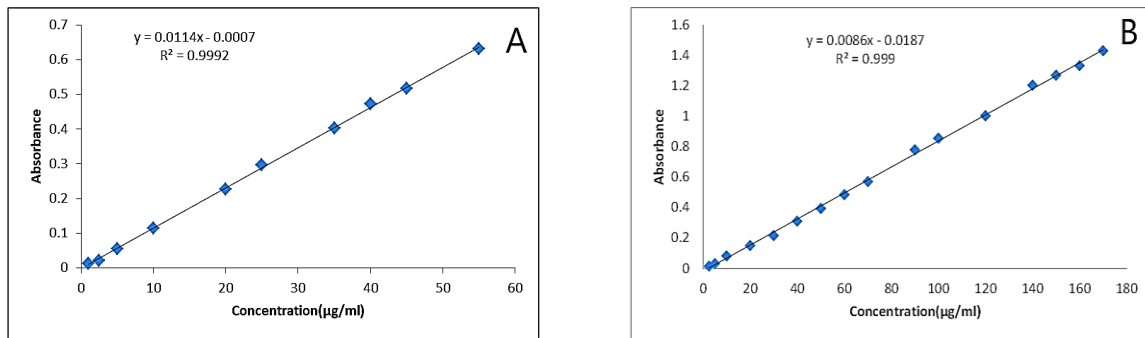 A
y = 0.0114x - 0.0007
R² = 0.9992
0.7
0.6
0.5
0.4
0.3
0.2
0.1
0
Absorbance
0 10 20 30 40 50 60
Concentration(µg/ml)
B
y = 0.0086x - 0.0187
R² = 0.999
1.6
1.4
1.2
1
0.8
0.6
0.4
0.2
0
Absorbance
0 20 40 60 80 100 120 140 160 180
Concentration(µg/ml)